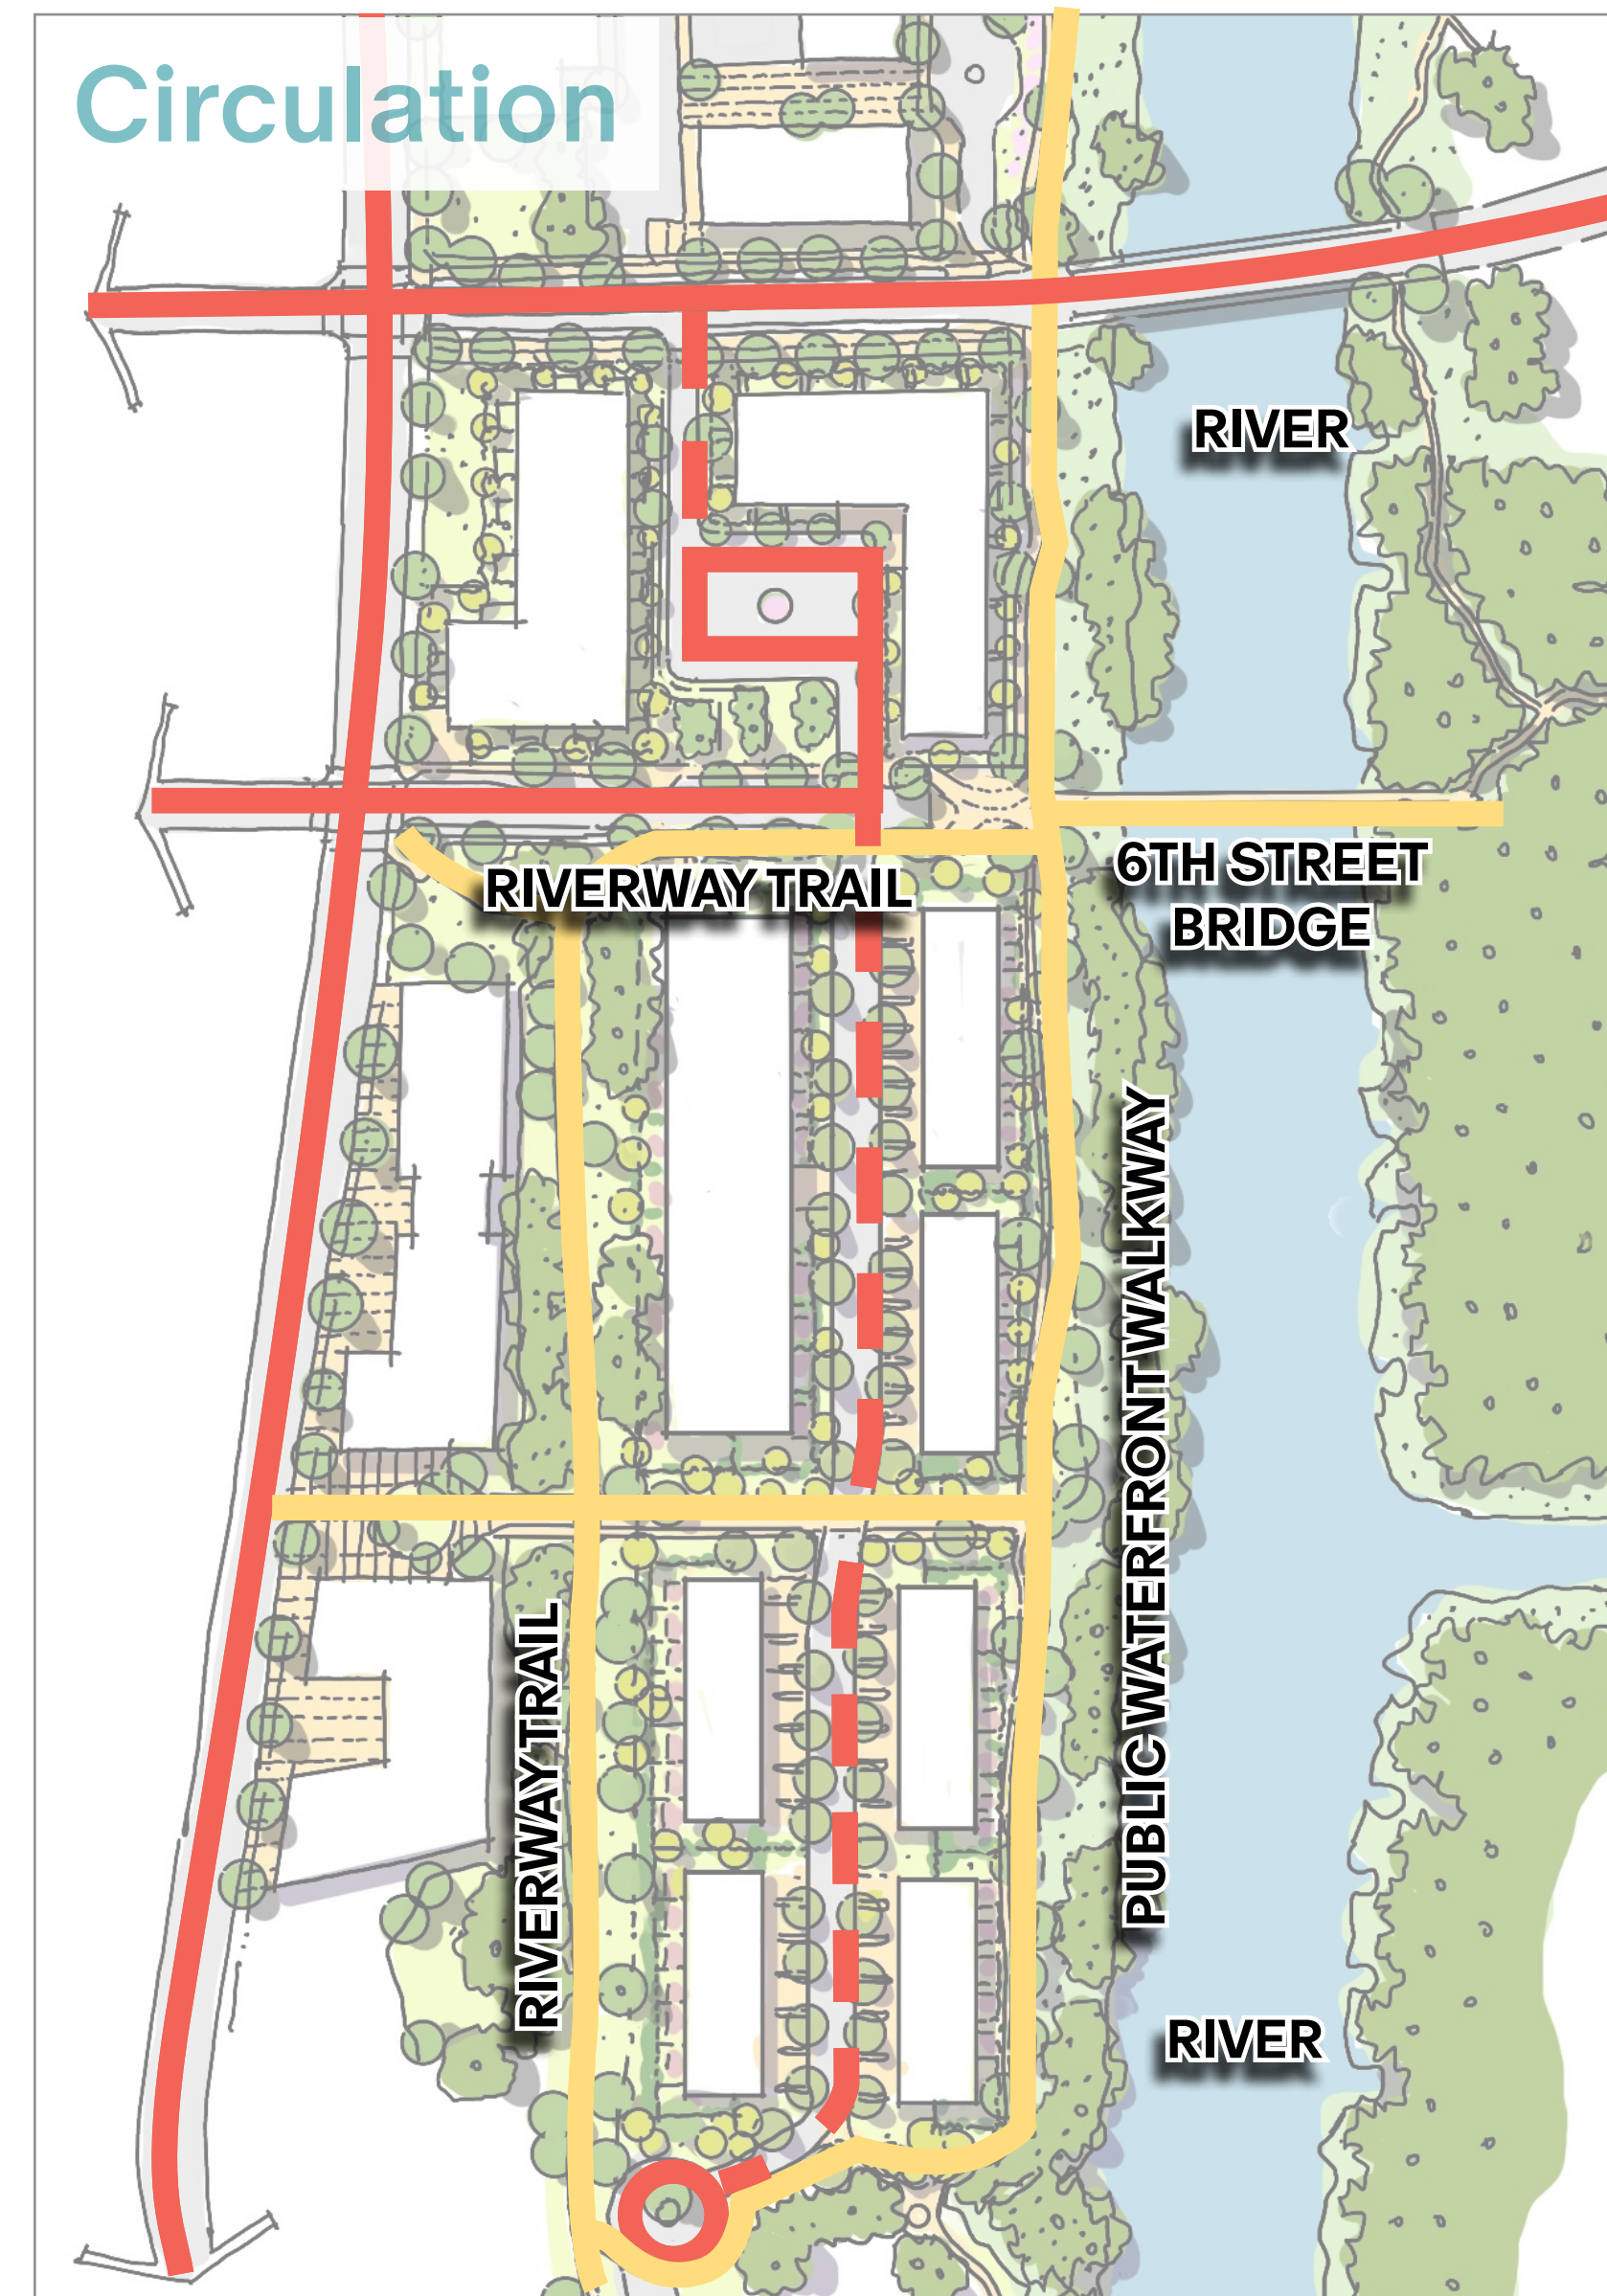 Circulation
RIVER
6TH STREET
BRIDGE
RIVERWAY TRAIL
PUBLIC WATERFRONT WALKWAY
RIVERWAY TRAIL
RIVER